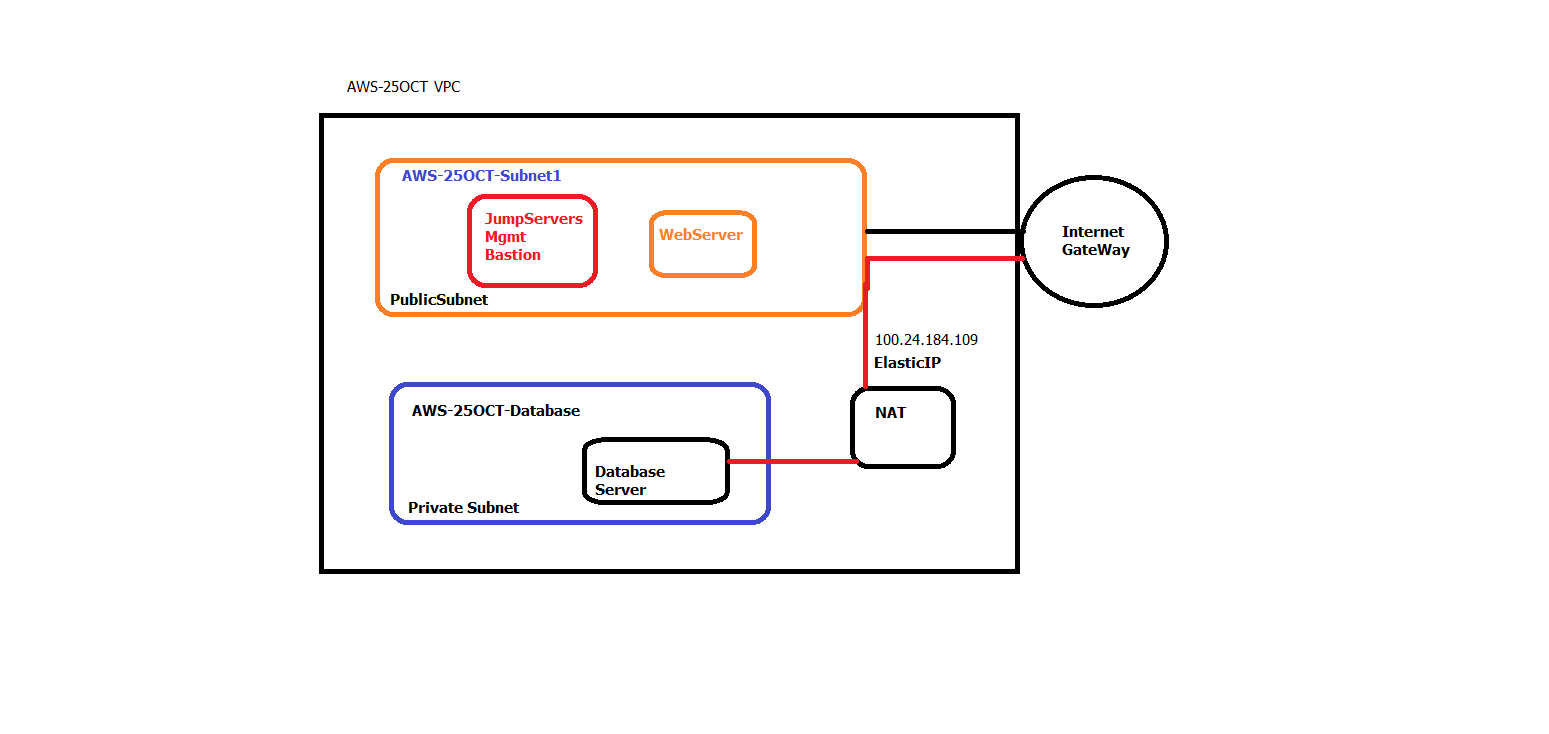 AWS-25OCT VPC
AWS-25OCT-Subnet1
JumpServers
Mgmt
Bastion
WebServer
PublicSubnet
Internet
GateWay
100.24.184.109
ElasticIP
NAT
AWS-25OCT-Database
Database
Server
Private Subnet